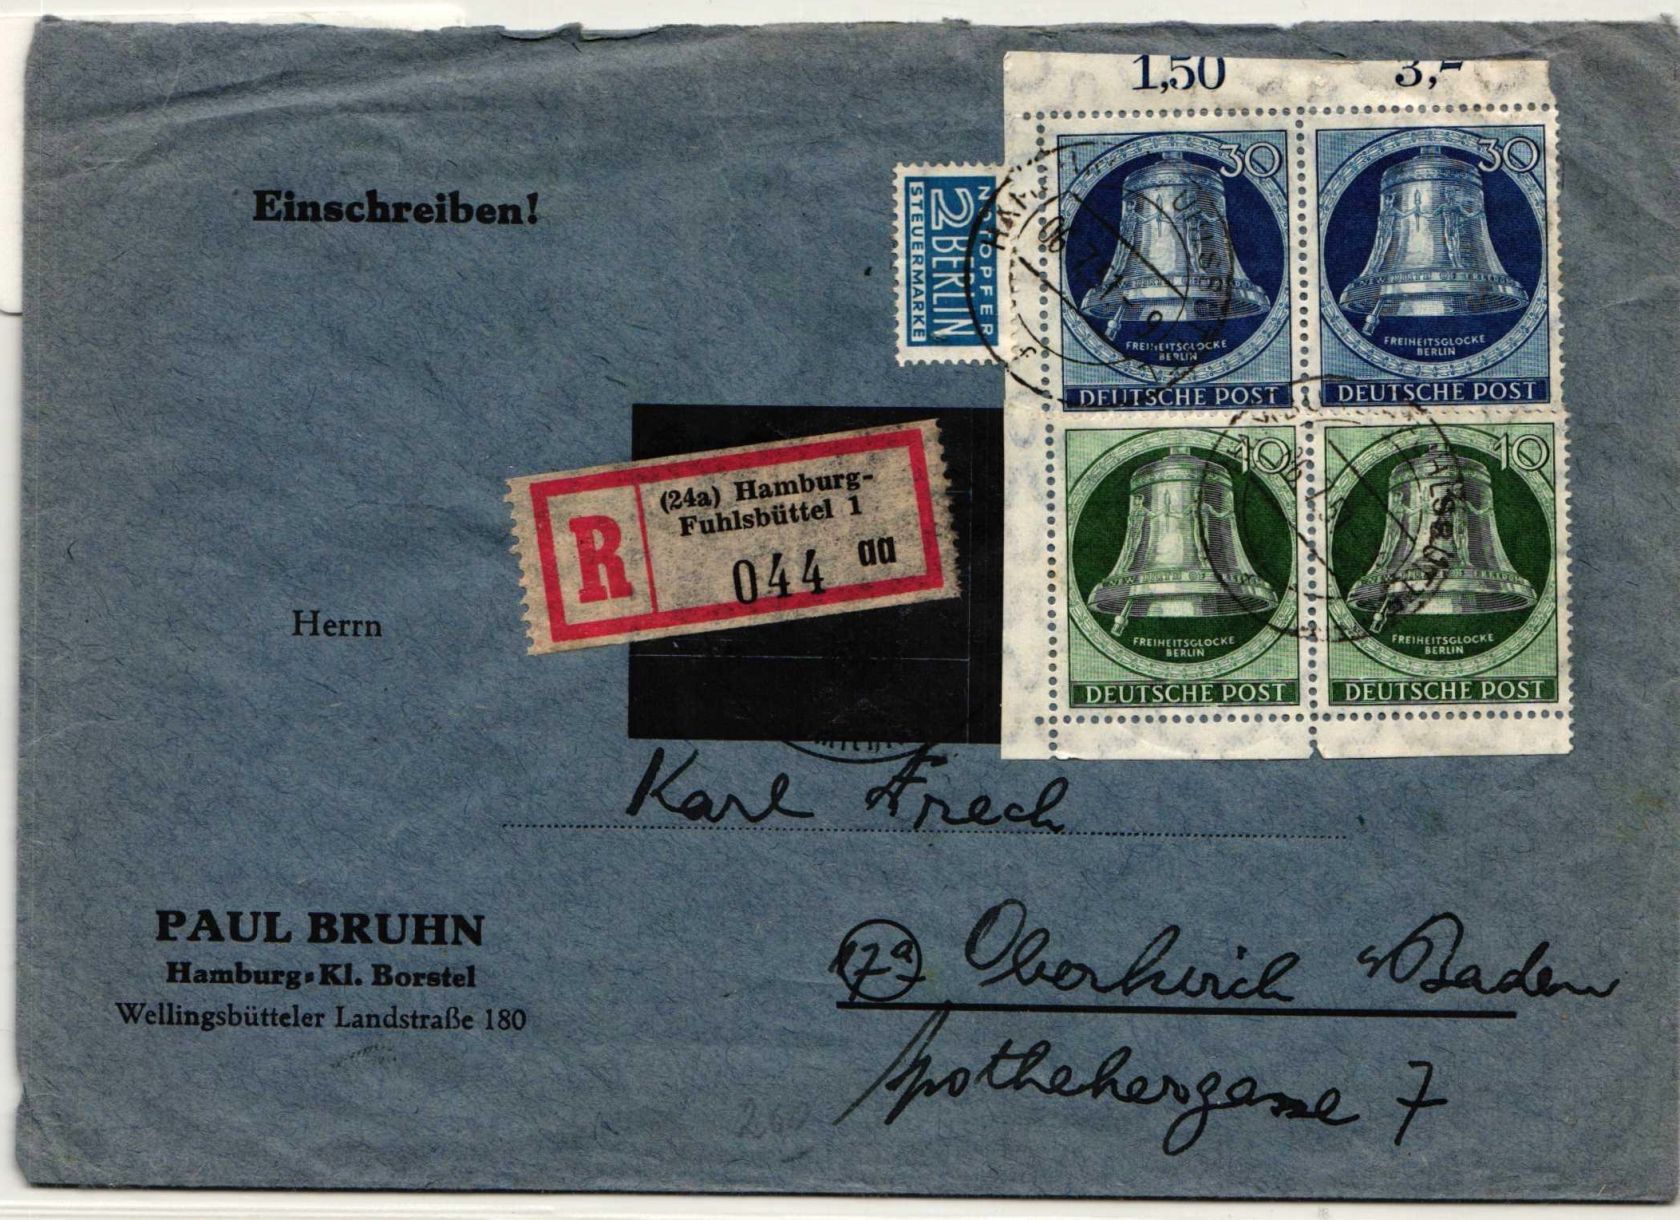 1,50 3,-
Einschreiben!
NOTOPFER
2 BERLIN
STEUERMARKE
30
FREIHEITSGLOCKE
BERLIN
DEUTSCHE POST
30
FREIHEITSGLOCKE
BERLIN
DEUTSCHE POST
10
FREIHEITSGLOCKE
BERLIN
DEUTSCHE POST
10
FREIHEITSGLOCKE
BERLIN
DEUTSCHE POST
R
(24a) Hamburg-
Fuhlsbüttel 1
044 aa
Herrn
Karl Frech
PAUL BRUHN
Hamburg=Kl. Borstel
Wellingsbütteler Landstraße 180
17a Oberkirch Baden
Apothekergasse 7